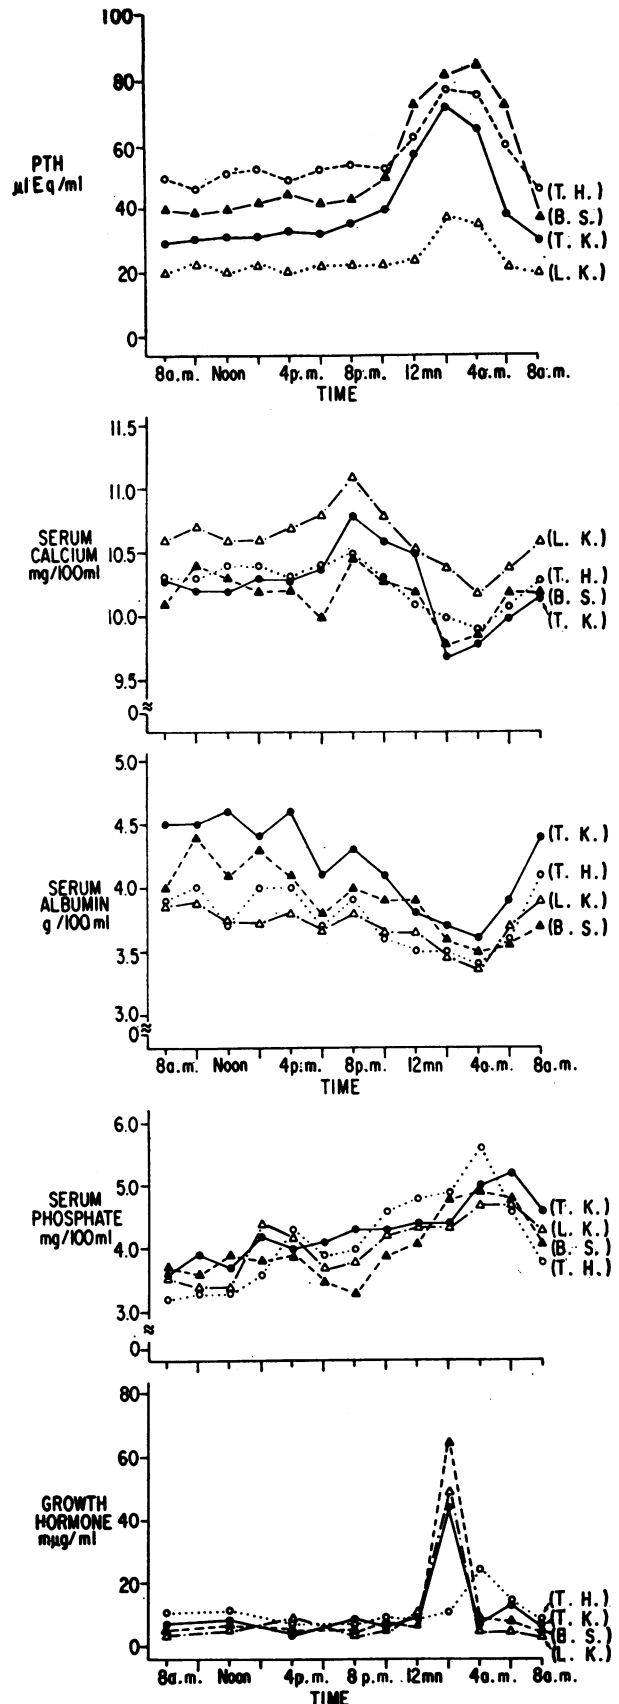 100
80
60
40
20
0
PTH
µlEq/ml
(T. H.)
(B. S.)
(T. K.)
(L. K.)
8a.m. Noon 4p.m. 8p.m. 12mn 4a.m. 8a.m.
TIME
11.5
11.0
10.5
10.0
9.5
0
SERUM
CALCIUM
mg/100ml
(L. K.)
(T. H.)
(B. S.)
(T. K.)
5.0
4.5
4.0
3.5
3.0
0
SERUM
ALBUMIN
g/100ml
(T. K.)
(T. H.)
(L. K.)
(B. S.)
8a.m. Noon 4p.m. 8p.m. 12mn 4a.m. 8a.m.
TIME
6.0
5.0
4.0
3.0
0
SERUM
PHOSPHATE
mg/100ml
(T. K.)
(L. K.)
(B. S.)
(T. H.)
80
60
40
20
0
GROWTH
HORMONE
mµg/ml
(T. H.)
(T. K.)
(B. S.)
(L. K.)
8a.m. Noon 4p.m. 8p.m. 12mn 4a.m. 8a.m.
TIME